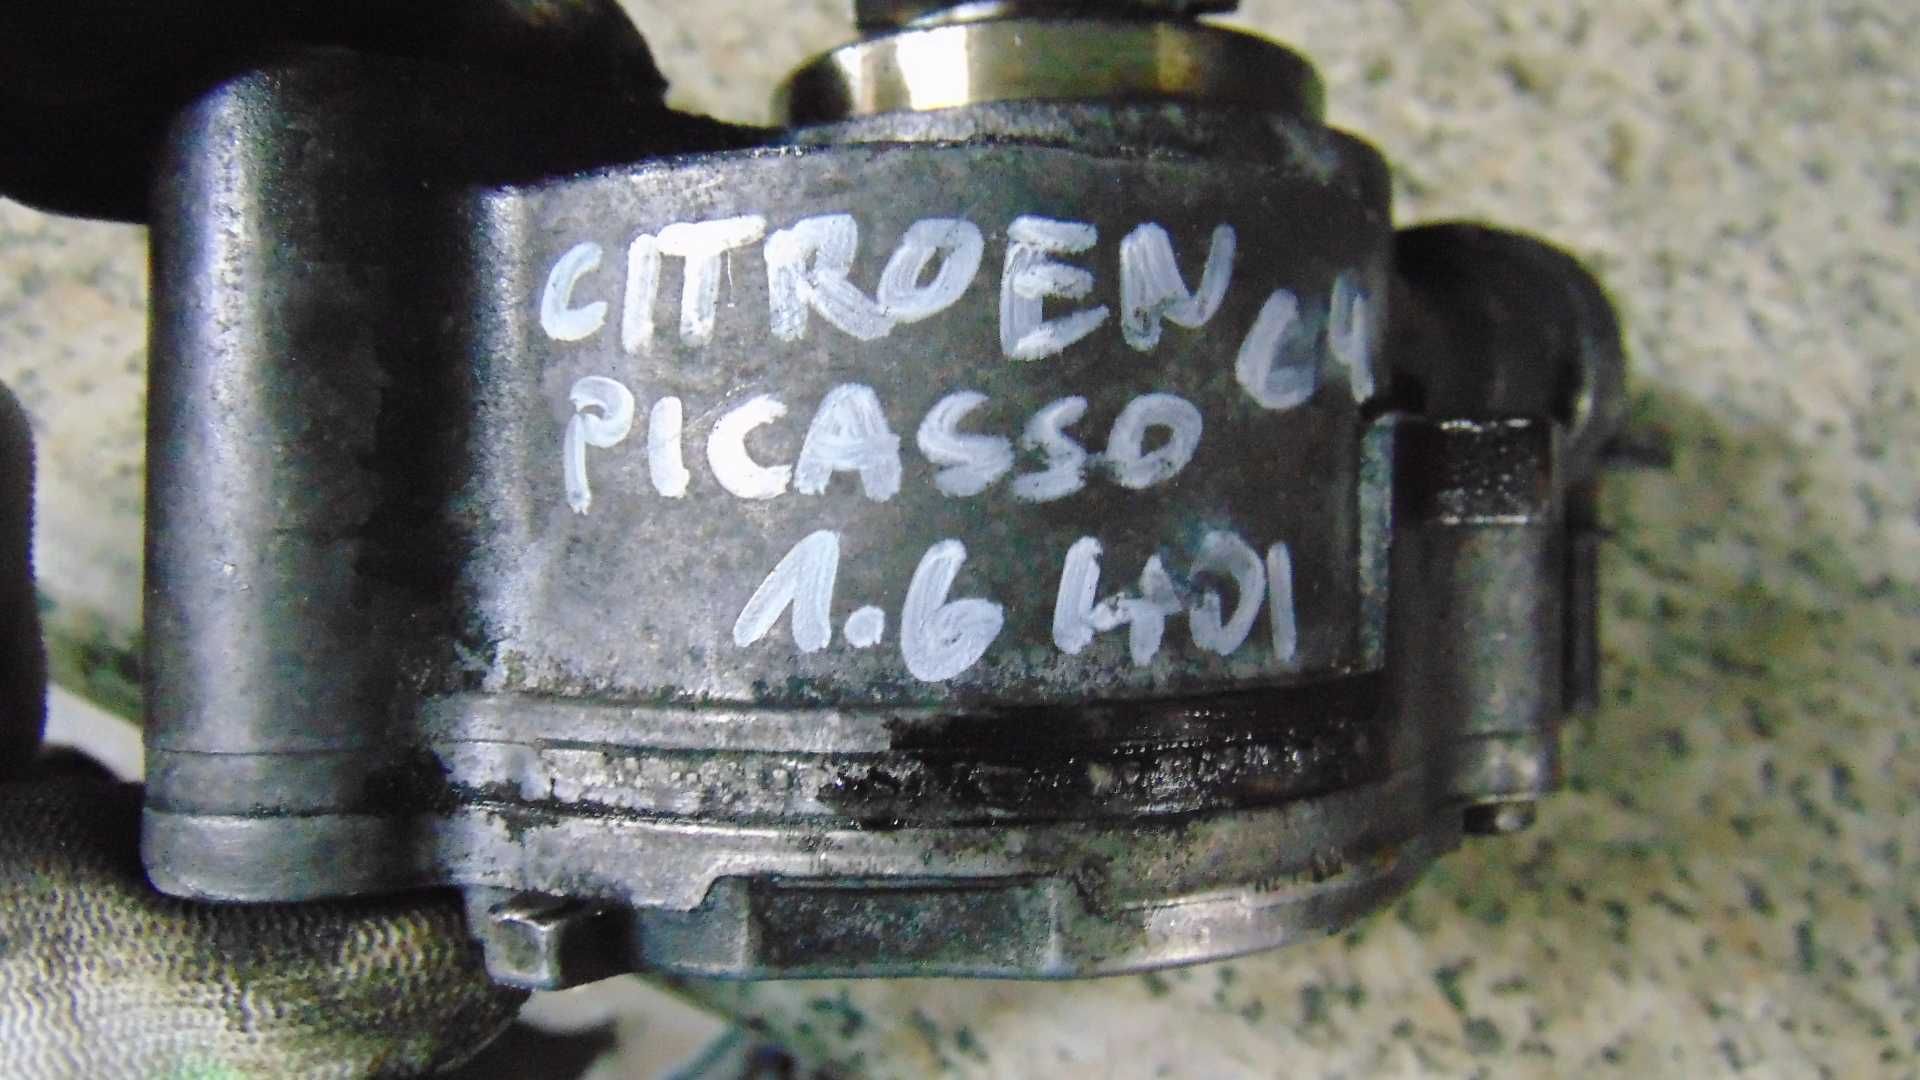 CITROEN C4
PICASSO
1.6 HDI